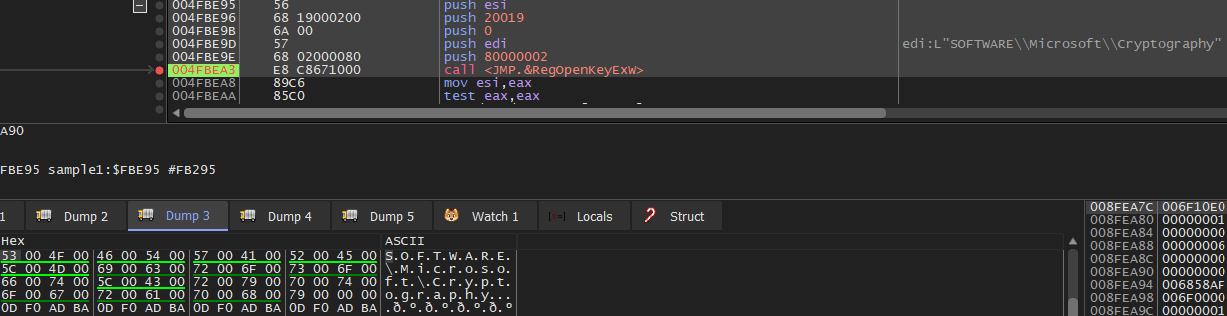 004FBE95 56 push esi
004FBE96 68 19000200 push 20019
004FBE9B 6A 00 push 0
004FBE9D 57 push edi edi:L"SOFTWARE\\Microsoft\\Cryptography"
004FBE9E 68 02000080 push 80000002
004FBEA3 E8 C8671000 call <JMP.&RegOpenKeyExW>
004FBEA8 89C6 mov esi,eax
004FBEAA 85C0 test eax,eax
A90
FBE95 sample1:$FBE95 #FB295
1 Dump 2 Dump 3 Dump 4 Dump 5 Watch 1 Locals Struct
Hex ASCII
53 00 4F 00 46 00 54 00 57 00 41 00 52 00 45 00 S.O.F.T.W.A.R.E.
5C 00 4D 00 69 00 63 00 72 00 6F 00 73 00 6F 00 \.M.i.c.r.o.s.o.
66 00 74 00 5C 00 43 00 72 00 79 00 70 00 74 00 f.t.\.C.r.y.p.t.
6F 00 67 00 72 00 61 00 70 00 68 00 79 00 00 00 o.g.r.a.p.h.y...
0D F0 AD BA 0D F0 AD BA 0D F0 AD BA 0D F0 AD BA .ð.º.ð.º.ð.º.ð.º
008FEA7C 006F10E0
008FEA80 00000001
008FEA84 00000000
008FEA88 00000006
008FEA8C 00000000
008FEA90 00000000
008FEA94 006858AF
008FEA98 006F0000
008FEA9C 00000001